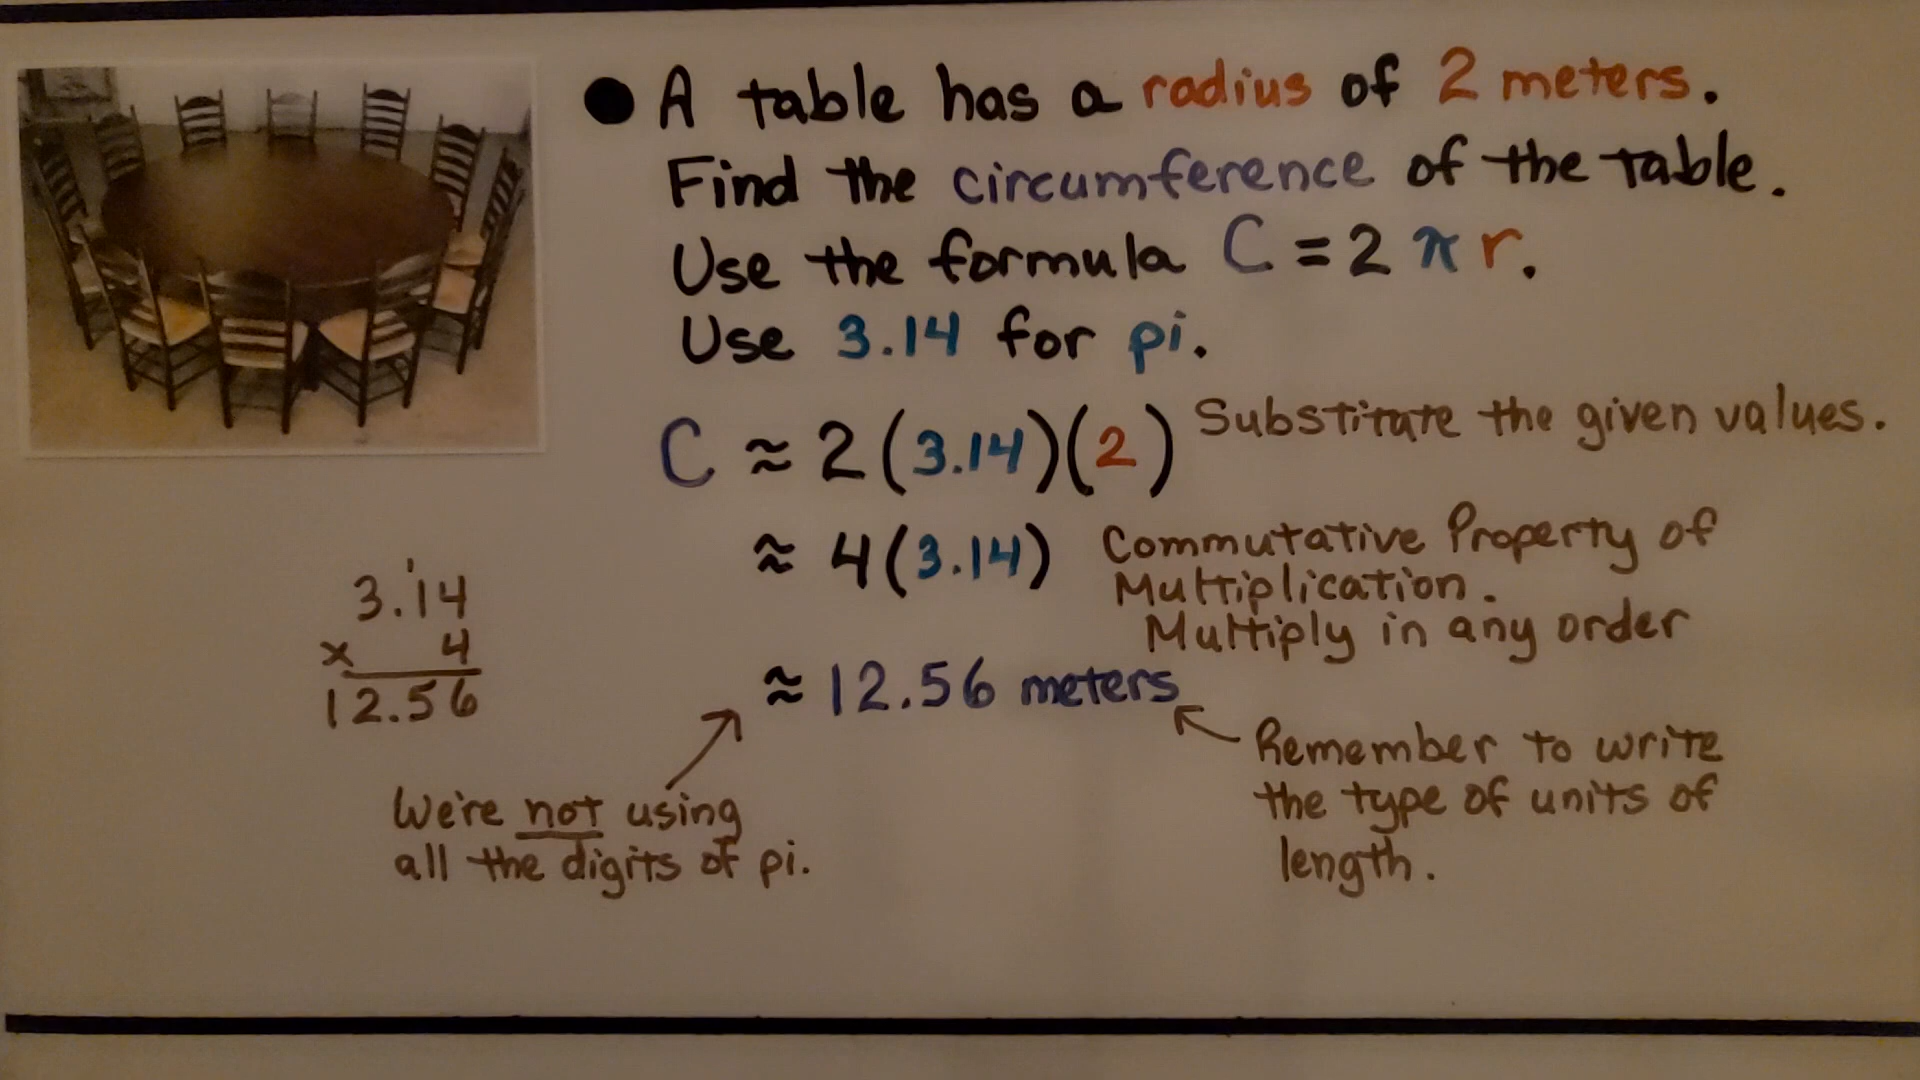 ● A table has a radius of 2 meters.
Find the circumference of the table.
Use the formula C = 2 π r.
Use 3.14 for pi.
C ≈ 2(3.14)(2) Substitute the given values.
≈ 4(3.14) Commutative Property of
Multiplication.
Multiply in any order
≈ 12.56 meters
1
3.14
x 4
12.56
We're not using
all the digits of pi.
Remember to write
the type of units of
length.